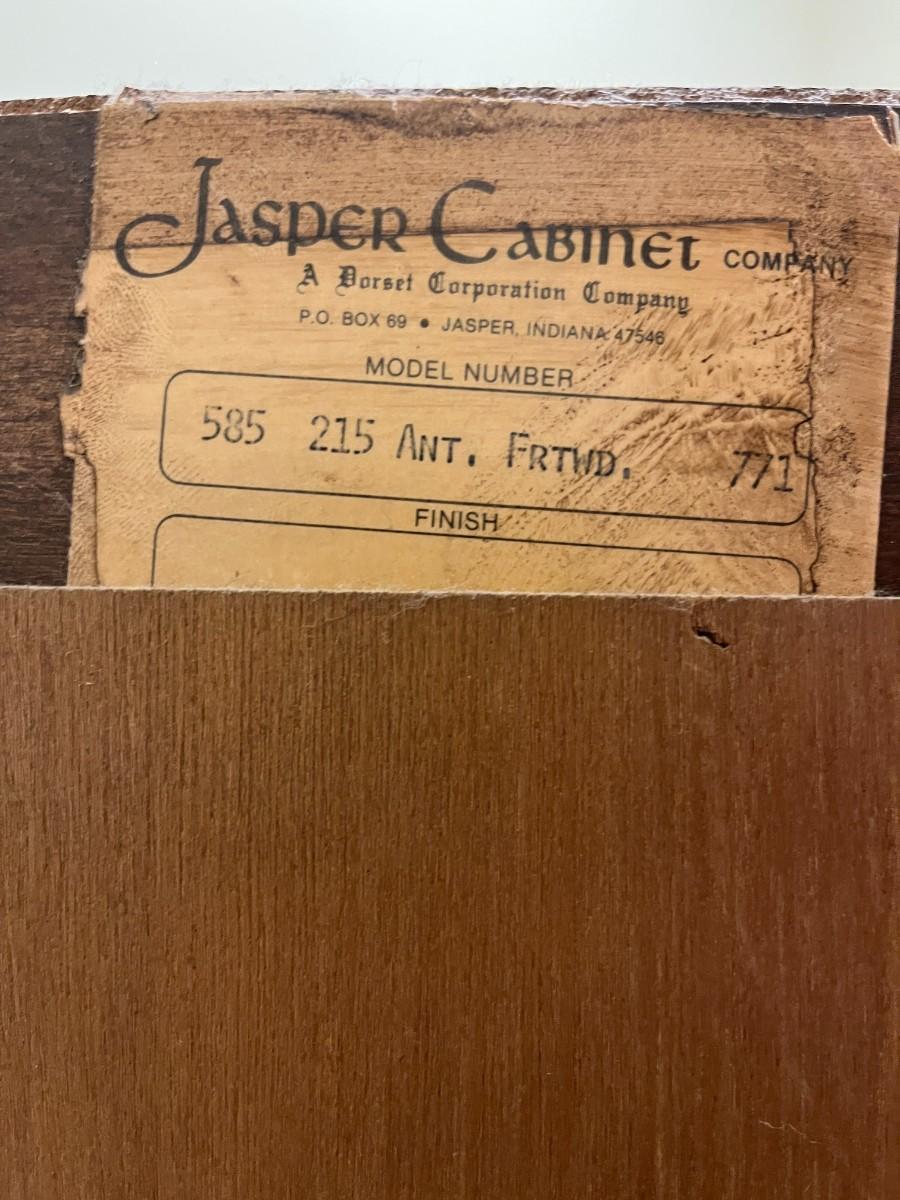 Jasper Cabinet COMPANY
A Dorset Corporation Company
P.O. BOX 69 • JASPER, INDIANA 47546
MODEL NUMBER
585 215 ANT. FRTWD. 771
FINISH